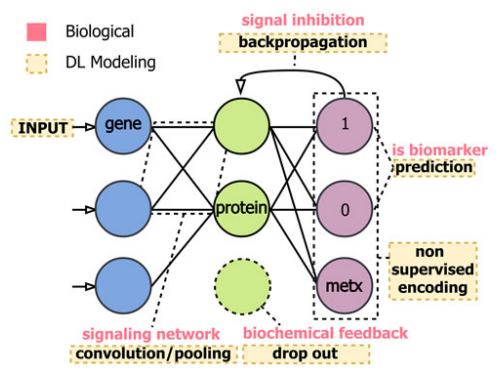 signal inhibition
Biological
backpropagation
DL Modeling
INPUT
gene
1
is biomarker
prediction
protein
0
non
supervised
encoding
metx
signaling network
biochemical feedback
convolution/pooling
drop out